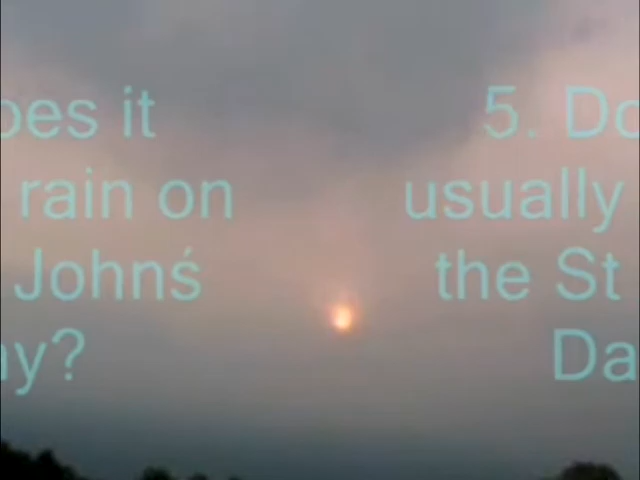 oes it
rain on
Johnś
ay?
5. Do
usually
the St
Da